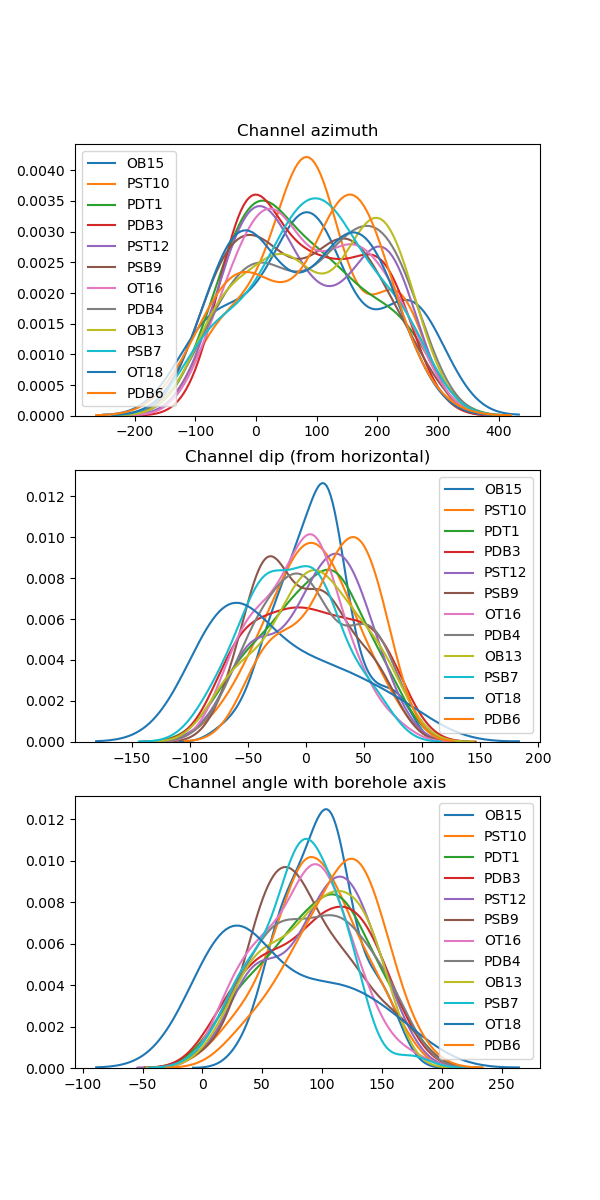 Channel azimuth
0.0040
0.0035
0.0030
0.0025
0.0020
0.0015
0.0010
0.0005
0.0000
OB15
PST10
PDT1
PDB3
PST12
PSB9
OT16
PDB4
OB13
PSB7
OT18
PDB6
−200 −100 0 100 200 300 400
Channel dip (from horizontal)
0.012
0.010
0.008
0.006
0.004
0.002
0.000
OB15
PST10
PDT1
PDB3
PST12
PSB9
OT16
PDB4
OB13
PSB7
OT18
PDB6
−150 −100 −50 0 50 100 150 200
Channel angle with borehole axis
0.012
0.010
0.008
0.006
0.004
0.002
0.000
OB15
PST10
PDT1
PDB3
PST12
PSB9
OT16
PDB4
OB13
PSB7
OT18
PDB6
−100 −50 0 50 100 150 200 250